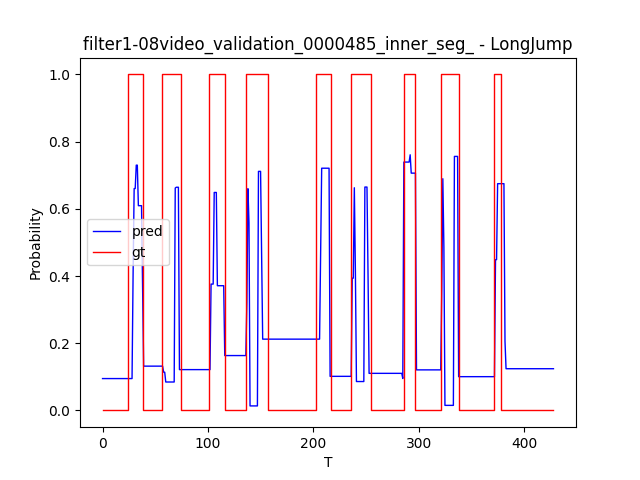 filter1-08video_validation_0000485_inner_seg_ - LongJump
1.0
0.8
0.6
0.4
0.2
0.0
Probability
pred
gt
0
100
200
300
400
T